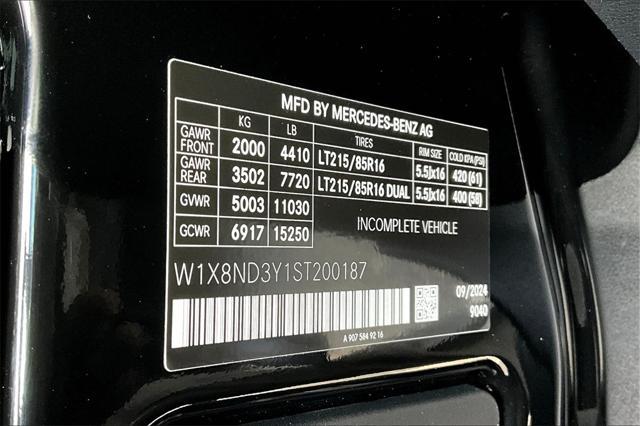 MFD BY MERCEDES-BENZ AG
KG LB TIRES RIM SIZE COLD KPA (PSI)
GAWR FRONT 2000 4410 LT215/85R16 5.5Jx16 420 (61)
GAWR REAR 3502 7720 LT215/85R16 DUAL 5.5Jx16 400 (58)
GVWR 5003 11030
GCWR 6917 15250
INCOMPLETE VEHICLE
W1X8ND3Y1ST200187
09/2024
9040
A 907 584 92 16